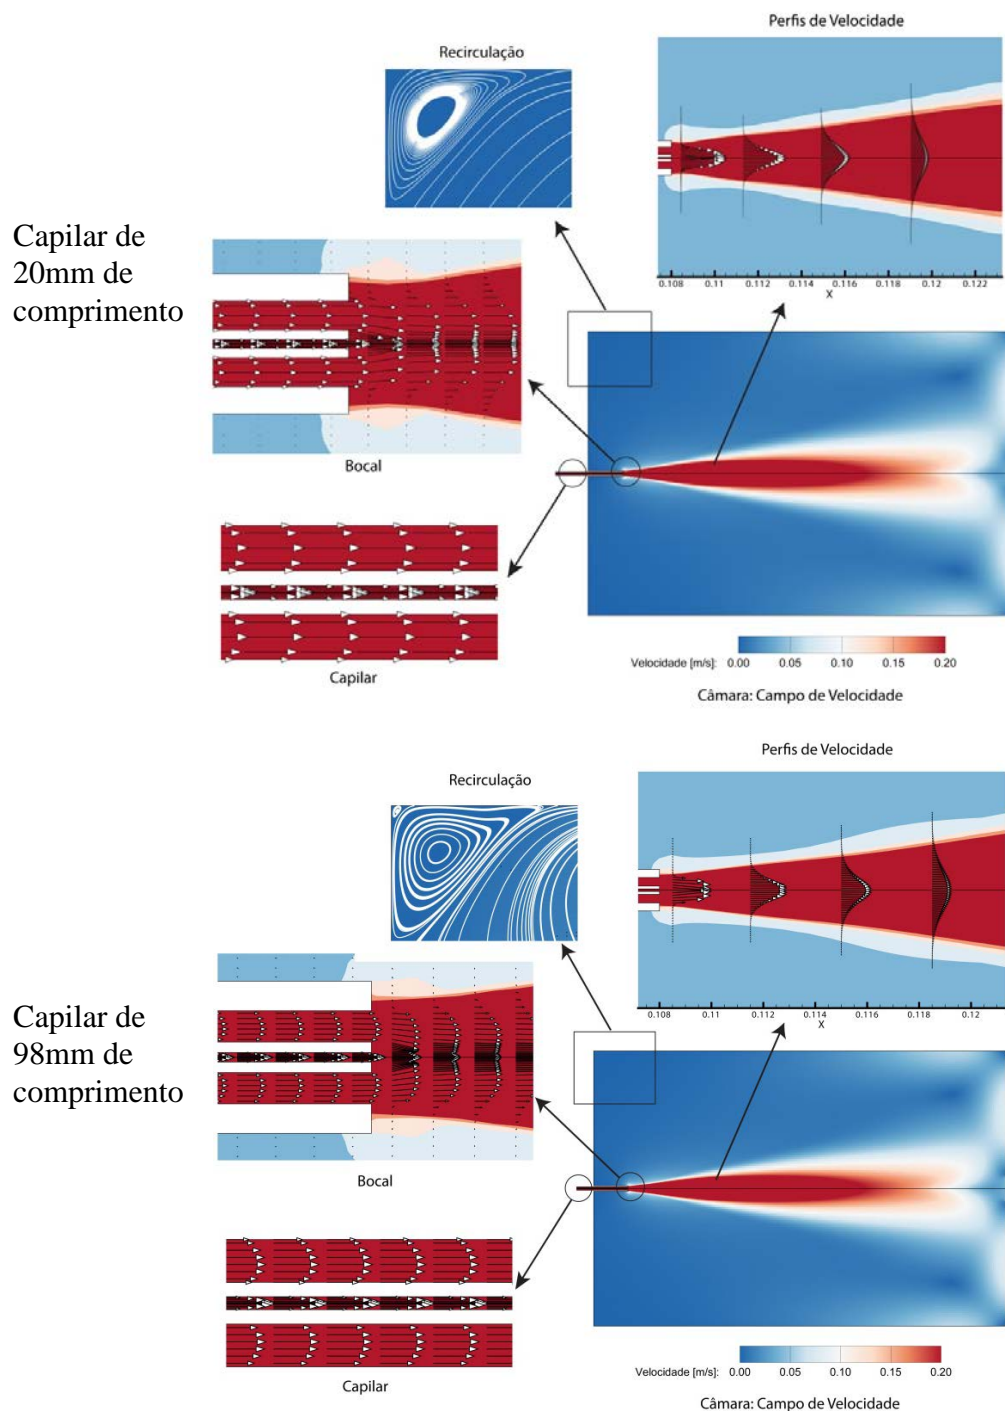 Perfis de Velocidade
Recirculação
0.108 0.11 0.112 0.114 0.116 0.118 0.12 0.122
X
Capilar de
20mm de
comprimento
Bocal
Capilar
Velocidade [m/s]: 0.00 0.05 0.10 0.15 0.20
Câmara: Campo de Velocidade
Perfis de Velocidade
Recirculação
0.108 0.11 0.112 0.114 0.116 0.118 0.12
X
Capilar de
98mm de
comprimento
Bocal
Capilar
Velocidade [m/s]: 0.00 0.05 0.10 0.15 0.20
Câmara: Campo de Velocidade